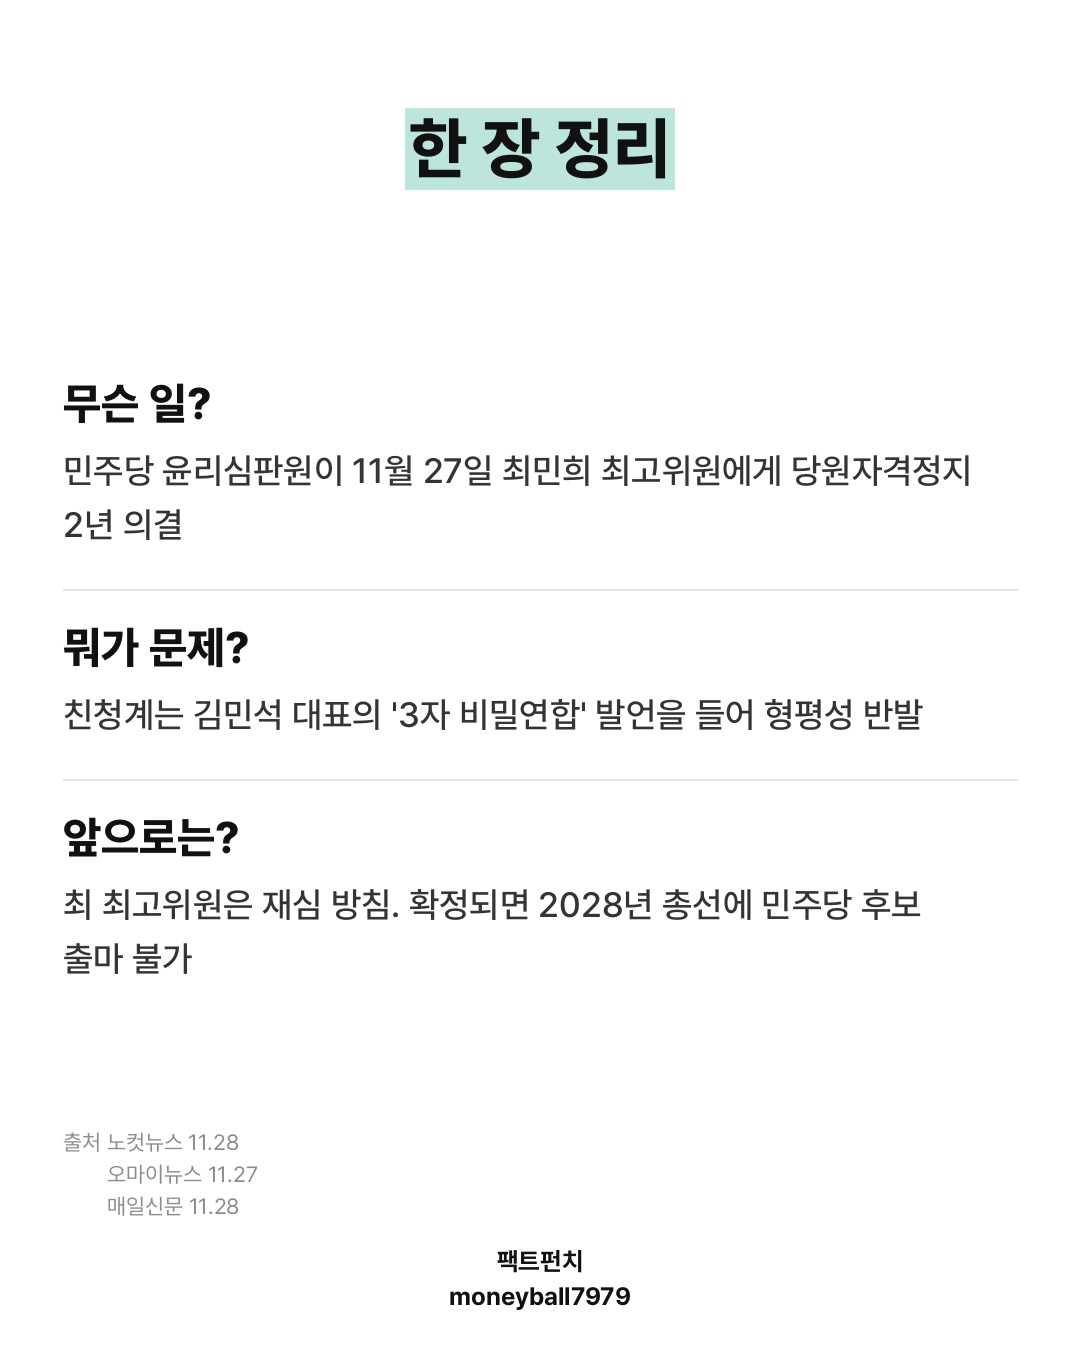 한 장 정리
무슨 일?
민주당 윤리심판원이 11월 27일 최민희 최고위원에게 당원자격정지
2년 의결
뭐가 문제?
친청계는 김민석 대표의 '3자 비밀연합' 발언을 들어 형평성 반발
앞으로는?
최 최고위원은 재심 방침. 확정되면 2028년 총선에 민주당 후보
출마 불가
출처 노컷뉴스 11.28
오마이뉴스 11.27
매일신문 11.28
팩트펀치
moneyball7979